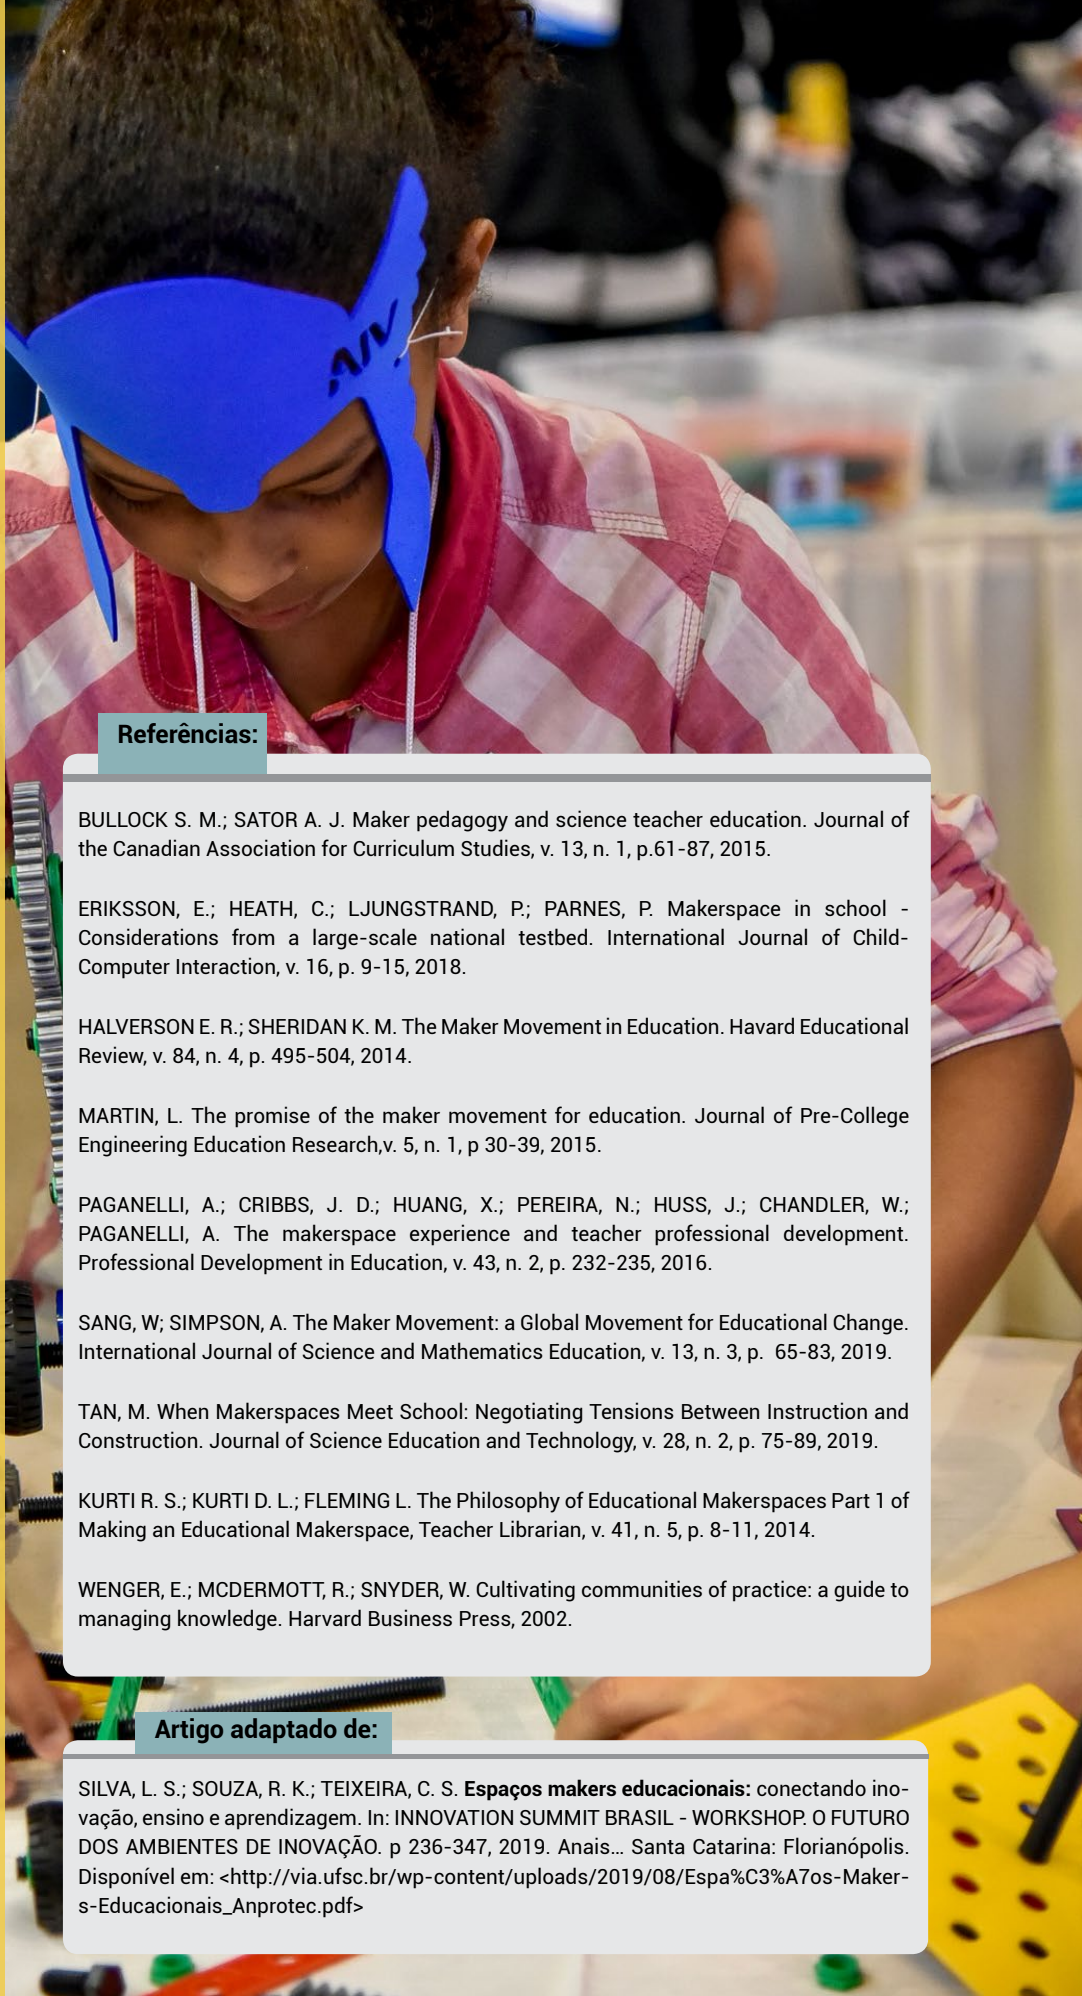 Referências:
BULLOCK S. M.; SATOR A. J. Maker pedagogy and science teacher education. Journal of
the Canadian Association for Curriculum Studies, v. 13, n. 1, p.61-87, 2015.
ERIKSSON, E.; HEATH, C.; LJUNGSTRAND, P.; PARNES, P. Makerspace in school -
Considerations from a large-scale national testbed. International Journal of Child-
Computer Interaction, v. 16, p. 9-15, 2018.
HALVERSON E. R.; SHERIDAN K. M. The Maker Movement in Education. Havard Educational
Review, v. 84, n. 4, p. 495-504, 2014.
MARTIN, L. The promise of the maker movement for education. Journal of Pre-College
Engineering Education Research,v. 5, n. 1, p 30-39, 2015.
PAGANELLI, A.; CRIBBS, J. D.; HUANG, X.; PEREIRA, N.; HUSS, J.; CHANDLER, W.;
PAGANELLI, A. The makerspace experience and teacher professional development.
Professional Development in Education, v. 43, n. 2, p. 232-235, 2016.
SANG, W; SIMPSON, A. The Maker Movement: a Global Movement for Educational Change.
International Journal of Science and Mathematics Education, v. 13, n. 3, p. 65-83, 2019.
TAN, M. When Makerspaces Meet School: Negotiating Tensions Between Instruction and
Construction. Journal of Science Education and Technology, v. 28, n. 2, p. 75-89, 2019.
KURTI R. S.; KURTI D. L.; FLEMING L. The Philosophy of Educational Makerspaces Part 1 of
Making an Educational Makerspace, Teacher Librarian, v. 41, n. 5, p. 8-11, 2014.
WENGER, E.; MCDERMOTT, R.; SNYDER, W. Cultivating communities of practice: a guide to
managing knowledge. Harvard Business Press, 2002.
Artigo adaptado de:
SILVA, L. S.; SOUZA, R. K.; TEIXEIRA, C. S. Espaços makers educacionais: conectando ino-
vação, ensino e aprendizagem. In: INNOVATION SUMMIT BRASIL - WORKSHOP. O FUTURO
DOS AMBIENTES DE INOVAÇÃO. p 236-347, 2019. Anais... Santa Catarina: Florianópolis.
Disponível em: <http://via.ufsc.br/wp-content/uploads/2019/08/Espa%C3%A7os-Maker-
s-Educacionais_Anprotec.pdf>